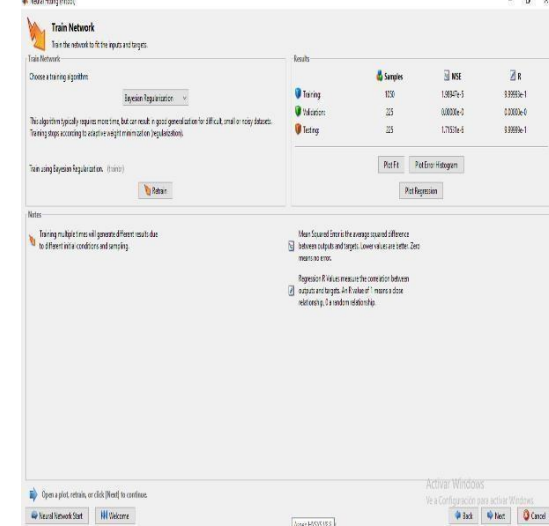 Neural Fitting (nftool)
Train Network
Train the network to fit the inputs and targets.
Train Network
Choose a training algorithm:
Bayesian Regularization
This algorithm typically requires more time, but can result in good generalization for difficult, small or noisy datasets.
Training stops according to adaptive weight minimization (regularization).
Train using Bayesian Regularization. (trainbr)
Retrain
Results
Samples MSE R
Training: 1050
Validation: 225 0.00000e-0 0.00000e-0
Testing: 225
Plot Fit Plot Error Histogram
Plot Regression
Notes
Training multiple times will generate different results due
to different initial conditions and sampling.
Mean Squared Error is the average squared difference
between outputs and targets. Lower values are better. Zero
means no error.
Regression R Values measure the correlation between
outputs and targets. An R value of 1 means a close
relationship, 0 a random relationship.
Open a plot, retrain, or click [Next] to continue.
Neural Network Start Welcome
Activar Windows
Ve a Configuración para activar Windows.
Back Next Cancel